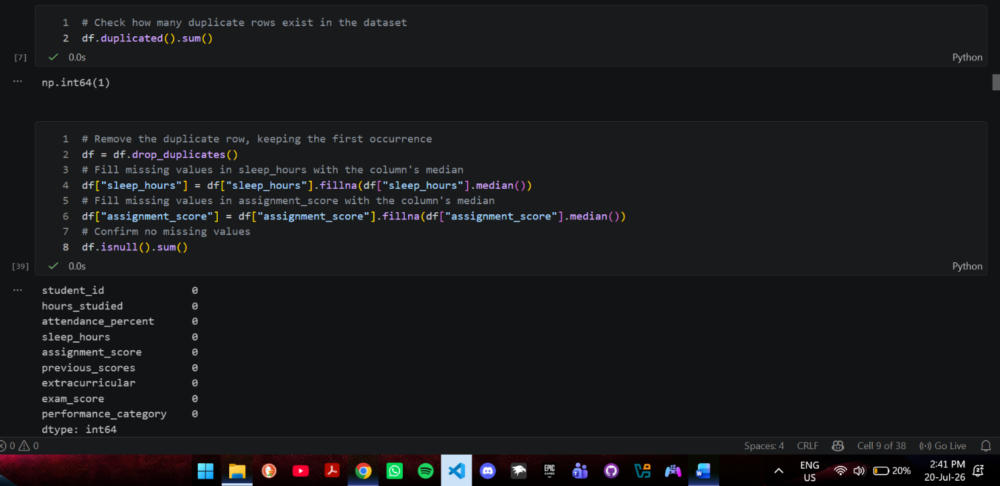 1 # Check how many duplicate rows exist in the dataset
2 df.duplicated().sum()
[7] 0.0s Python
np.int64(1)
1 # Remove the duplicate row, keeping the first occurrence
2 df = df.drop_duplicates()
3 # Fill missing values in sleep_hours with the column's median
4 df["sleep_hours"] = df["sleep_hours"].fillna(df["sleep_hours"].median())
5 # Fill missing values in assignment_score with the column's median
6 df["assignment_score"] = df["assignment_score"].fillna(df["assignment_score"].median())
7 # Confirm no missing values
8 df.isnull().sum()
[39] 0.0s Python
student_id 0
hours_studied 0
attendance_percent 0
sleep_hours 0
assignment_score 0
previous_scores 0
extracurricular 0
exam_score 0
performance_category 0
dtype: int64
0 0 Spaces: 4 CRLF Cell 9 of 38 Go Live
EPIC
GAMES
W
ENG
US
20%
2:41 PM
20-Jul-26